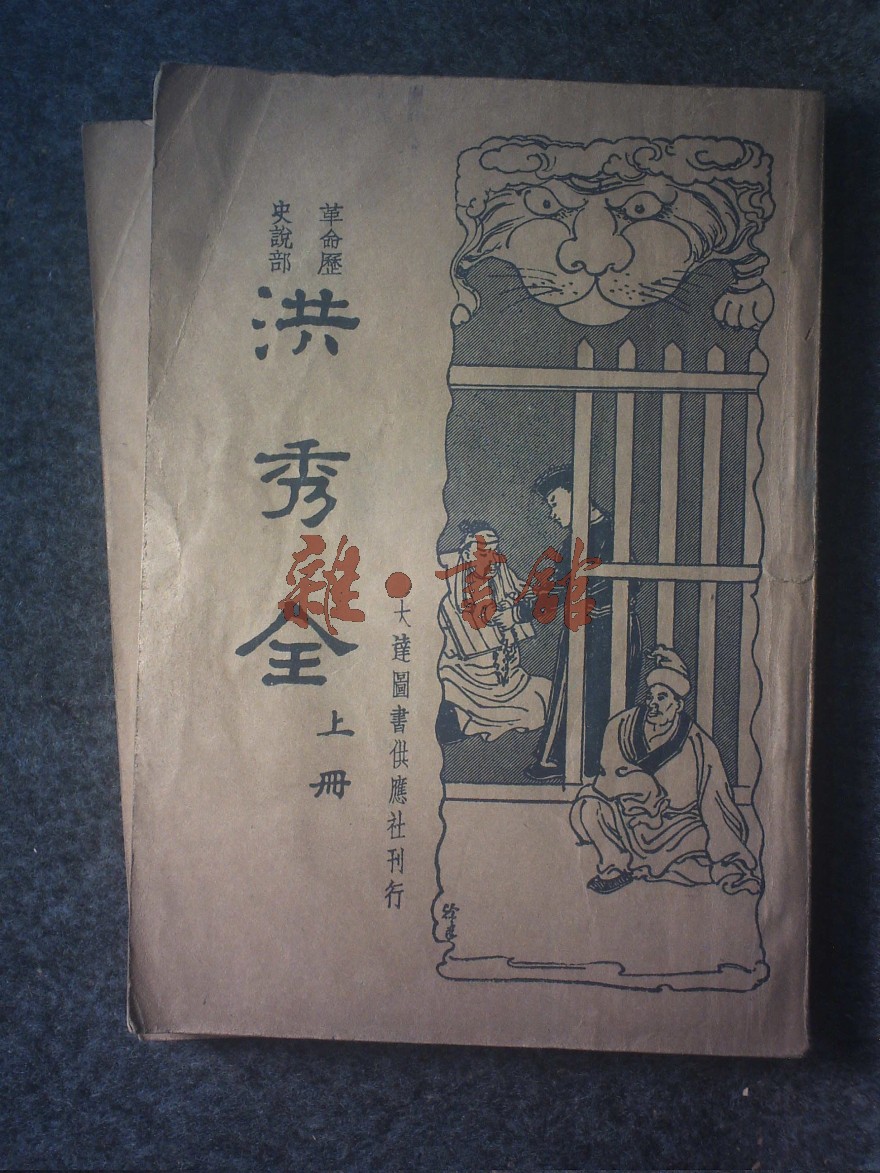 革命歷
史說部
洪秀全
上冊
大達圖書供應社刊行
雜·書館